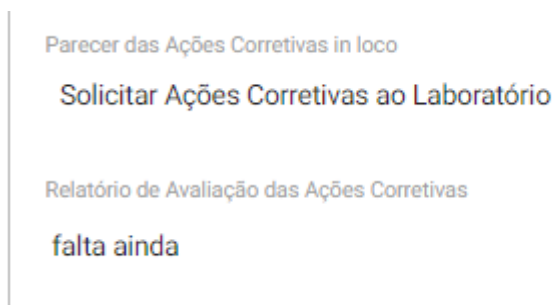 Parecer das Ações Corretivas in loco
Solicitar Ações Corretivas ao Laboratório
Relatório de Avaliação das Ações Corretivas
falta ainda